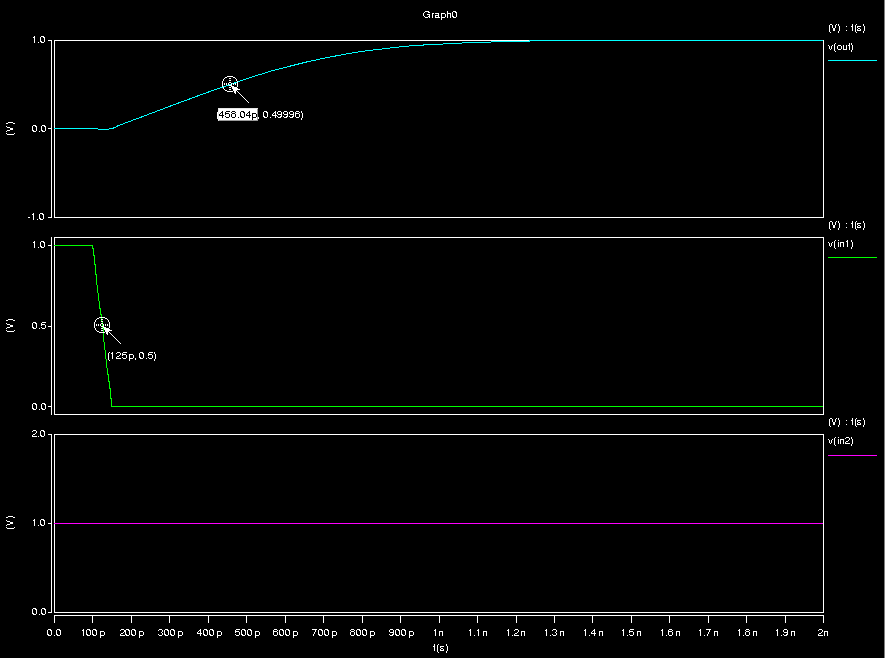 Graph0
(V) : t(s)
v(out)
1.0
0.0
-1.0
(V)
(458.04p, 0.49996)
(V) : t(s)
v(in1)
1.0
0.5
0.0
(V)
(125p, 0.5)
(V) : t(s)
v(in2)
2.0
1.0
0.0
(V)
0.0 100p 200p 300p 400p 500p 600p 700p 800p 900p 1n 1.1n 1.2n 1.3n 1.4n 1.5n 1.6n 1.7n 1.8n 1.9n 2n
t(s)